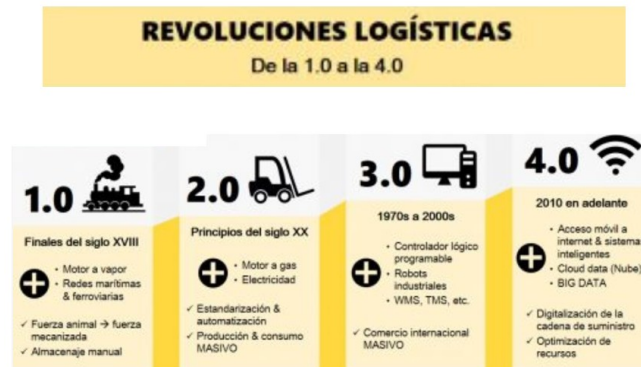 REVOLUCIONES LOGÍSTICAS
De la 1.0 a la 4.0
1.0
Finales del siglo XVIII
• Motor a vapor
• Redes marítimas
& ferroviarias
✓ Fuerza animal → fuerza
mecanizada
✓ Almacenaje manual
2.0
Principios del siglo XX
• Motor a gas
• Electricidad
✓ Estandarización &
automatización
✓ Producción & consumo
MASIVO
3.0
1970s a 2000s
• Controlador lógico
programable
• Robots
industriales
• WMS, TMS, etc.
✓ Comercio internacional
MASIVO
4.0
2010 en adelante
• Acceso móvil a
internet & sistema
inteligentes
• Cloud data (Nube)
• BIG DATA
✓ Digitalización de la
cadena de suministro
✓ Optimización de
recursos